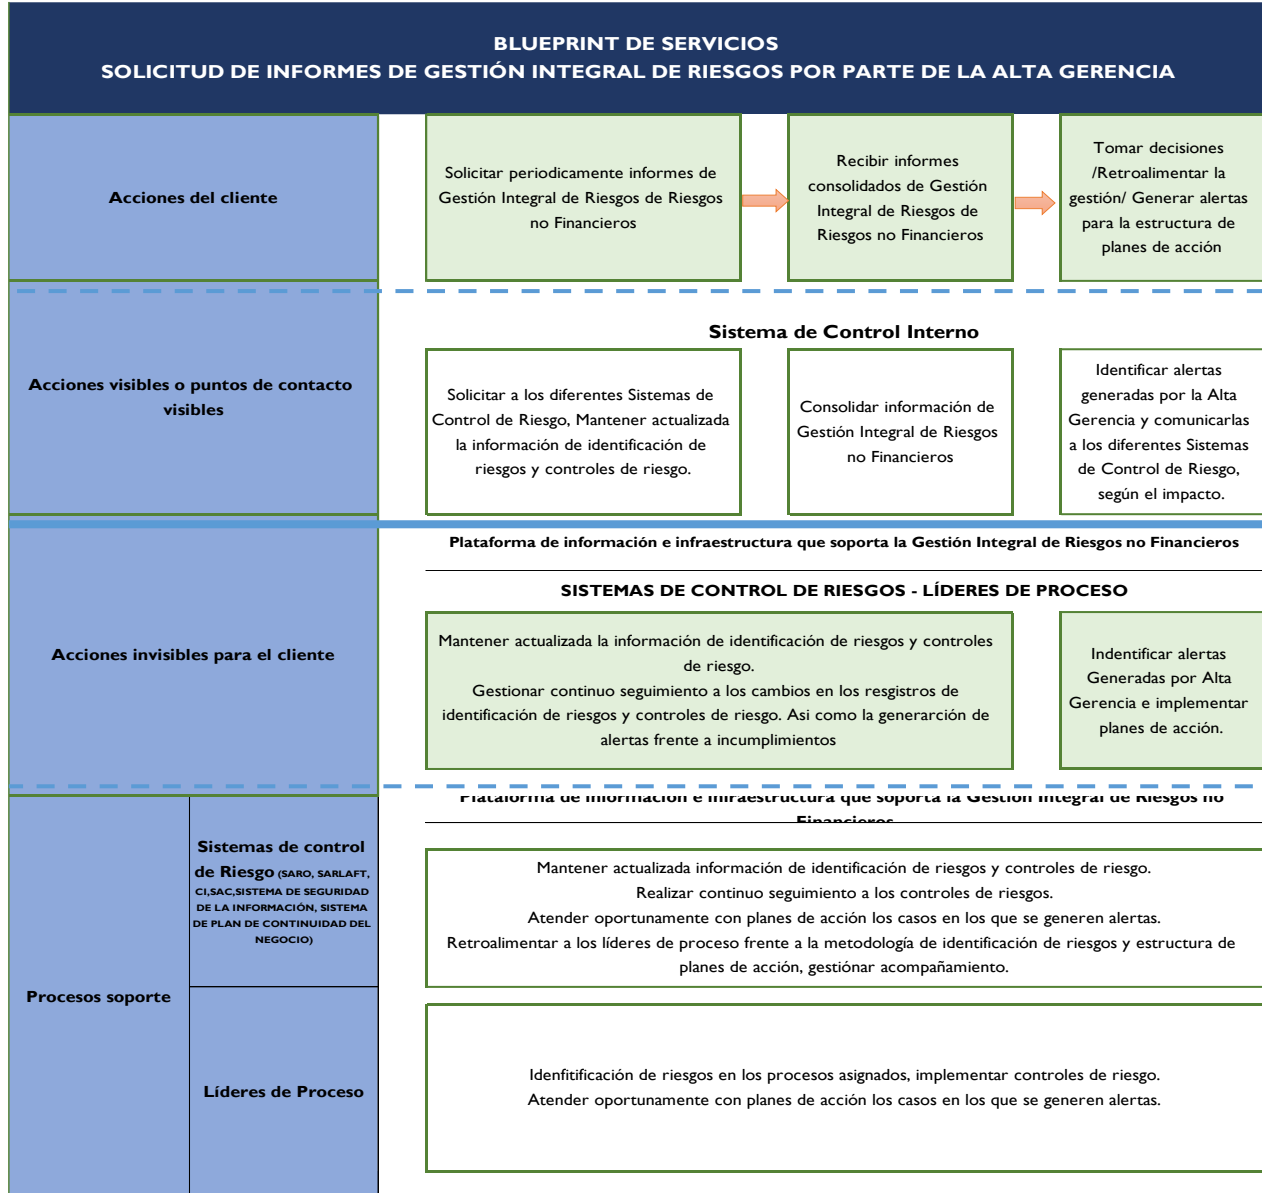 BLUEPRINT DE SERVICIOS
SOLICITUD DE INFORMES DE GESTIÓN INTEGRAL DE RIESGOS POR PARTE DE LA ALTA GERENCIA
Acciones del cliente
Solicitar periodicamente informes de
Gestión Integral de Riesgos de Riesgos
no Financieros
Recibir informes
consolidados de Gestión
Integral de Riesgos de
Riesgos no Financieros
Tomar decisiones
/Retroalimentar la
gestión/ Generar alertas
para la estructura de
planes de acción
Acciones visibles o puntos de contacto
visibles
Sistema de Control Interno
Solicitar a los diferentes Sistemas de
Control de Riesgo, Mantener actualizada
la información de identificación de
riesgos y controles de riesgo.
Consolidar información de
Gestión Integral de Riesgos
no Financieros
Identificar alertas
generadas por la Alta
Gerencia y comunicarlas
a los diferentes Sistemas
de Control de Riesgo,
según el impacto.
Acciones invisibles para el cliente
Plataforma de información e infraestructura que soporta la Gestión Integral de Riesgos no Financieros
SISTEMAS DE CONTROL DE RIESGOS - LÍDERES DE PROCESO
Mantener actualizada la información de identificación de riesgos y controles
de riesgo.
Gestionar continuo seguimiento a los cambios en los resgistros de
identificación de riesgos y controles de riesgo. Asi como la generarción de
alertas frente a incumplimientos
Indentificar alertas
Generadas por Alta
Gerencia e implementar
planes de acción.
Procesos soporte
Sistemas de control
de Riesgo (SARO, SARLAFT,
CI,SAC,SISTEMA DE SEGURIDAD
DE LA INFORMACIÓN, SISTEMA
DE PLAN DE CONTINUIDAD DEL
NEGOCIO)
Plataforma de información e infraestructura que soporta la Gestión Integral de Riesgos no
Financieros
Mantener actualizada información de identificación de riesgos y controles de riesgo.
Realizar continuo seguimiento a los controles de riesgos.
Atender oportunamente con planes de acción los casos en los que se generen alertas.
Retroalimentar a los líderes de proceso frente a la metodología de identificación de riesgos y estructura de
planes de acción, gestiónar acompañamiento.
Líderes de Proceso
Idenfitificación de riesgos en los procesos asignados, implementar controles de riesgo.
Atender oportunamente con planes de acción los casos en los que se generen alertas.